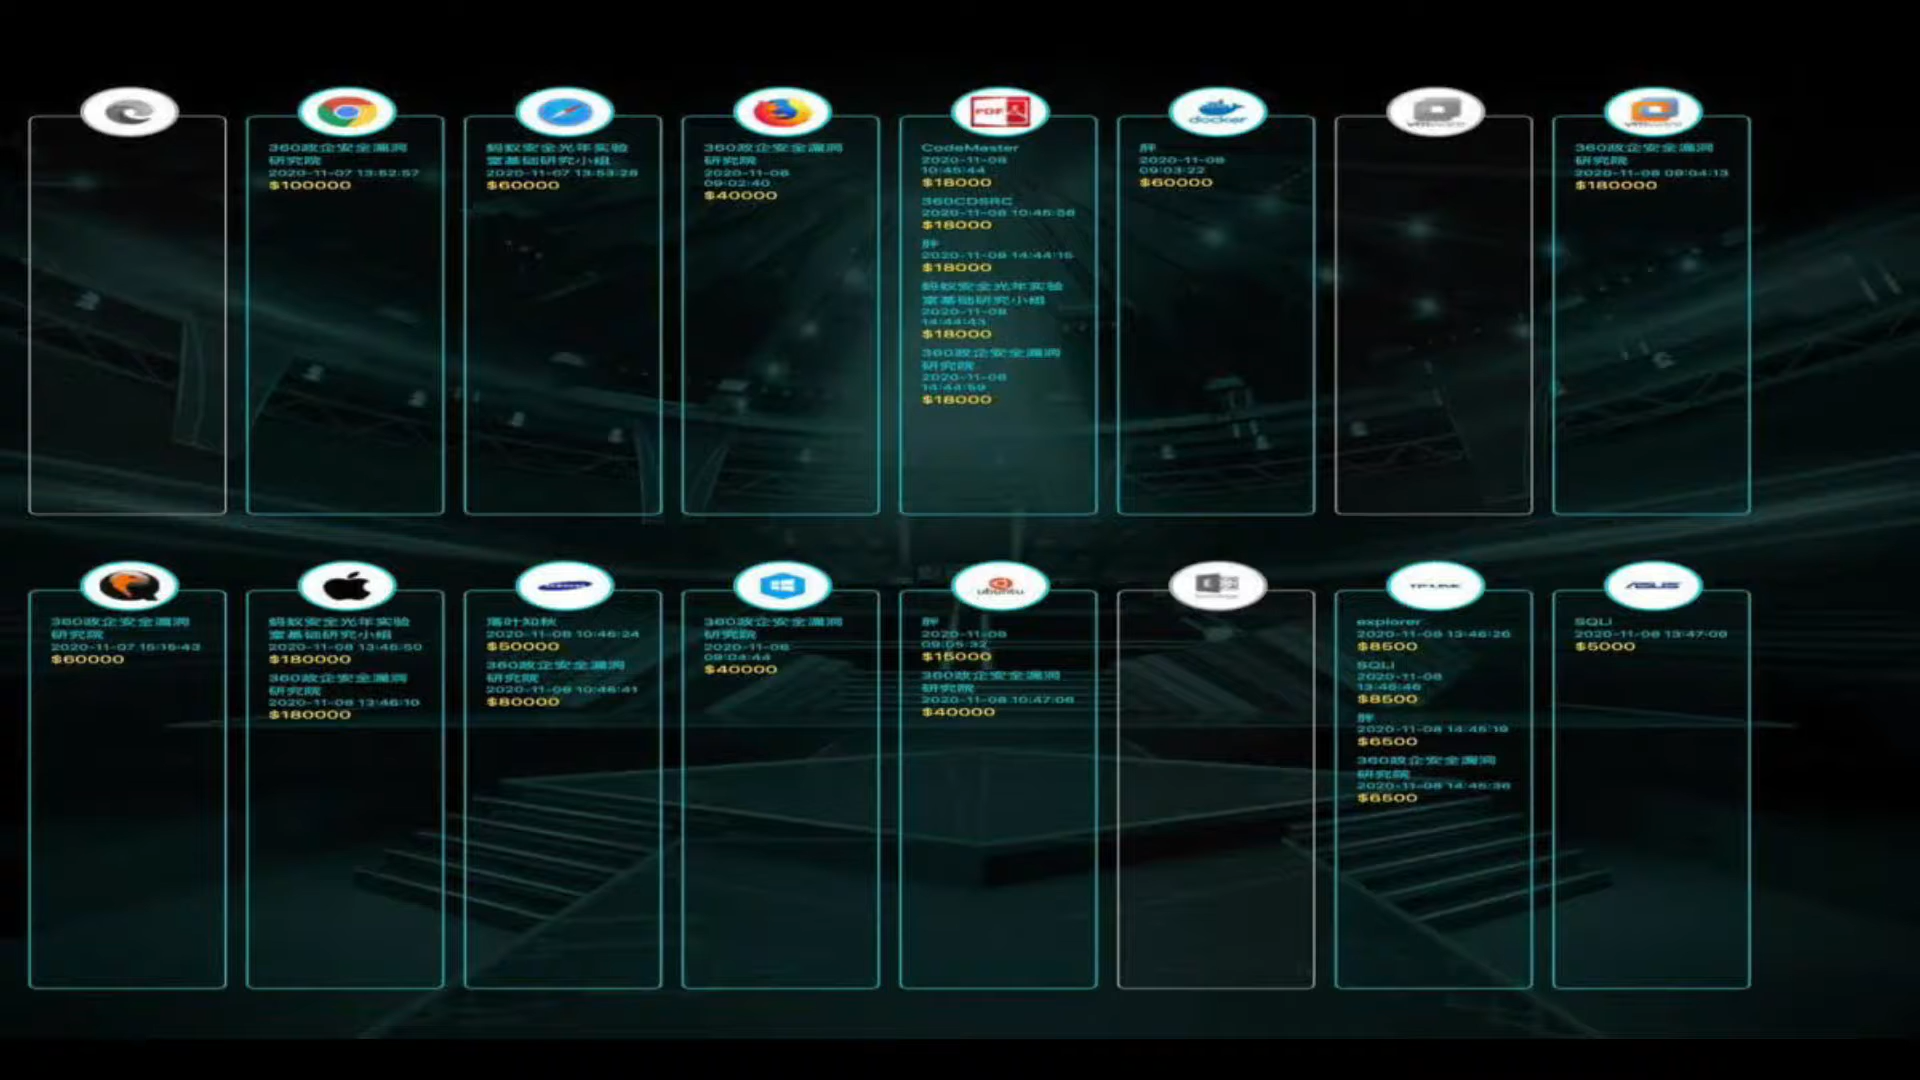 360政企安全漏洞
研究院
2020-11-07 13:52:57
$100000
蚂蚁安全光年实验
室基础研究小组
2020-11-07 13:53:28
$60000
360政企安全漏洞
研究院
2020-11-08
09:02:40
$40000
PDF
CodeMaster
2020-11-08
10:45:44
$18000
360CDSRC
2020-11-08 10:45:58
$18000
胖
2020-11-08 14:44:15
$18000
蚂蚁安全光年实验
室基础研究小组
2020-11-08
14:44:43
$18000
360政企安全漏洞
研究院
2020-11-08
14:44:59
$18000
docker
胖
2020-11-08
09:03:22
$60000
vmware
360政企安全漏洞
研究院
2020-11-08 09:04:13
$180000
360政企安全漏洞
研究院
2020-11-07 15:15:43
$60000
蚂蚁安全光年实验
室基础研究小组
2020-11-08 13:45:50
$180000
360政企安全漏洞
研究院
2020-11-08 13:46:10
$180000
SAMSUNG
落叶知秋
2020-11-08 10:46:24
$50000
360政企安全漏洞
研究院
2020-11-08 10:46:41
$80000
360政企安全漏洞
研究院
2020-11-08
09:04:44
$40000
ubuntu
胖
2020-11-08
09:05:32
$15000
360政企安全漏洞
研究院
2020-11-08 10:47:06
$40000
TP-LINK
explorer
2020-11-08 13:46:26
$8500
SQLi
2020-11-08
13:46:46
$8500
胖
2020-11-08 14:45:19
$6500
360政企安全漏洞
研究院
2020-11-08 14:45:36
$6500
ASUS
SQLi
2020-11-08 13:47:09
$5000